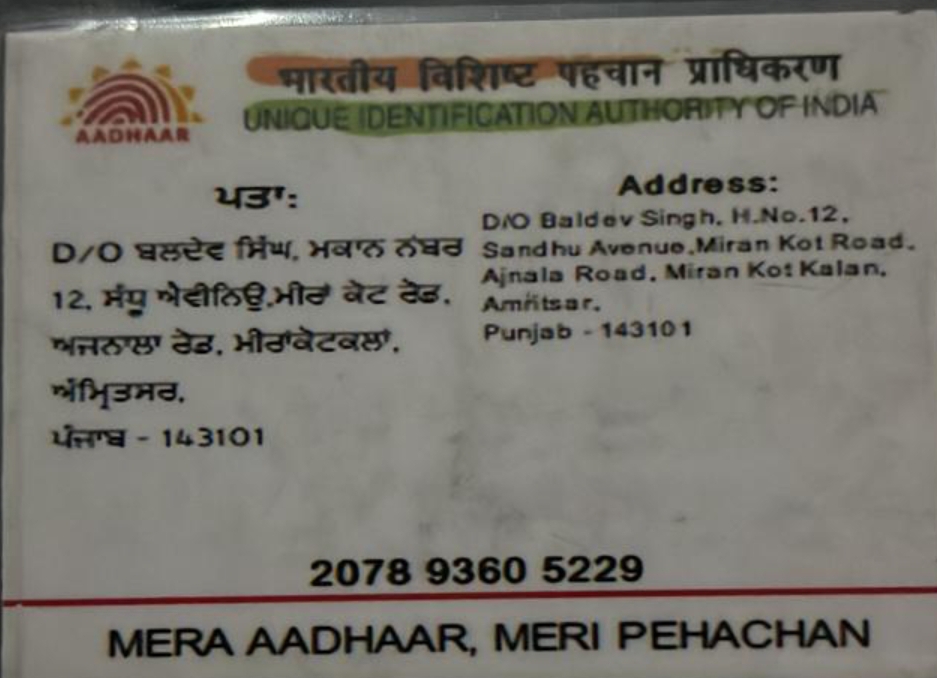 भारतीय विशिष्ट पहचान प्राधिकरण
UNIQUE IDENTIFICATION AUTHORITY OF INDIA
AADHAAR
ਪਤਾ:
D/O ਬਲਦੇਵ ਸਿੰਘ, ਮਕਾਨ ਨੰਬਰ
12, ਸੰਧੂ ਐਵੀਨਿਊ,ਮੀਰਾਂ ਕੋਟ ਰੋਡ,
ਅਜਨਾਲਾ ਰੋਡ, ਮੀਰਾਂਕੋਟਕਲਾਂ,
ਅੰਮ੍ਰਿਤਸਰ,
ਪੰਜਾਬ - 143101
Address:
D/O Baldev Singh, H.No.12,
Sandhu Avenue,Miran Kot Road,
Ajnala Road, Miran Kot Kalan,
Amritsar,
Punjab - 143101
2078 9360 5229
MERA AADHAAR, MERI PEHACHAN